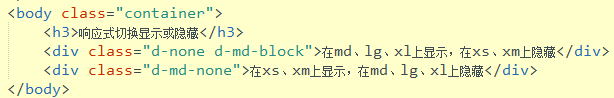 <body class="container">
<h3>响应式切换显示或隐藏</h3>
<div class="d-none d-md-block">在md、lg、xl上显示，在xs、xm上隐藏</div>
<div class="d-md-none">在xs、xm上显示，在md、lg、xl上隐藏</div>
</body>